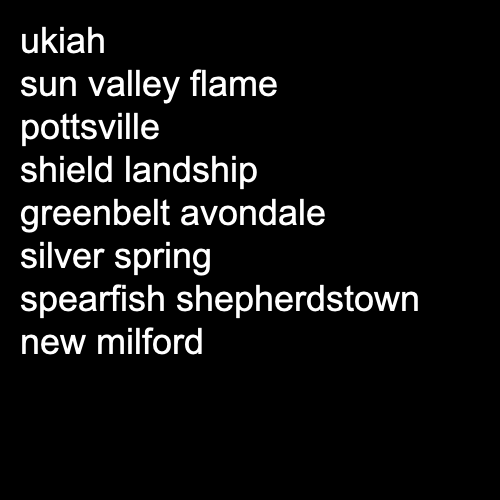 ukiah
sun valley flame
pottsville
shield landship
greenbelt avondale
silver spring
spearfish shepherdstown
new milford